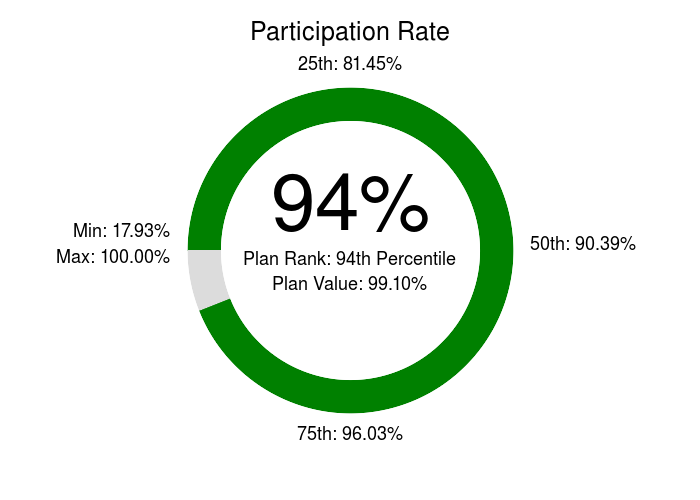 Participation Rate
25th: 81.45%
94%
Min: 17.93%
Max: 100.00%
Plan Rank: 94th Percentile
Plan Value: 99.10%
50th: 90.39%
75th: 96.03%